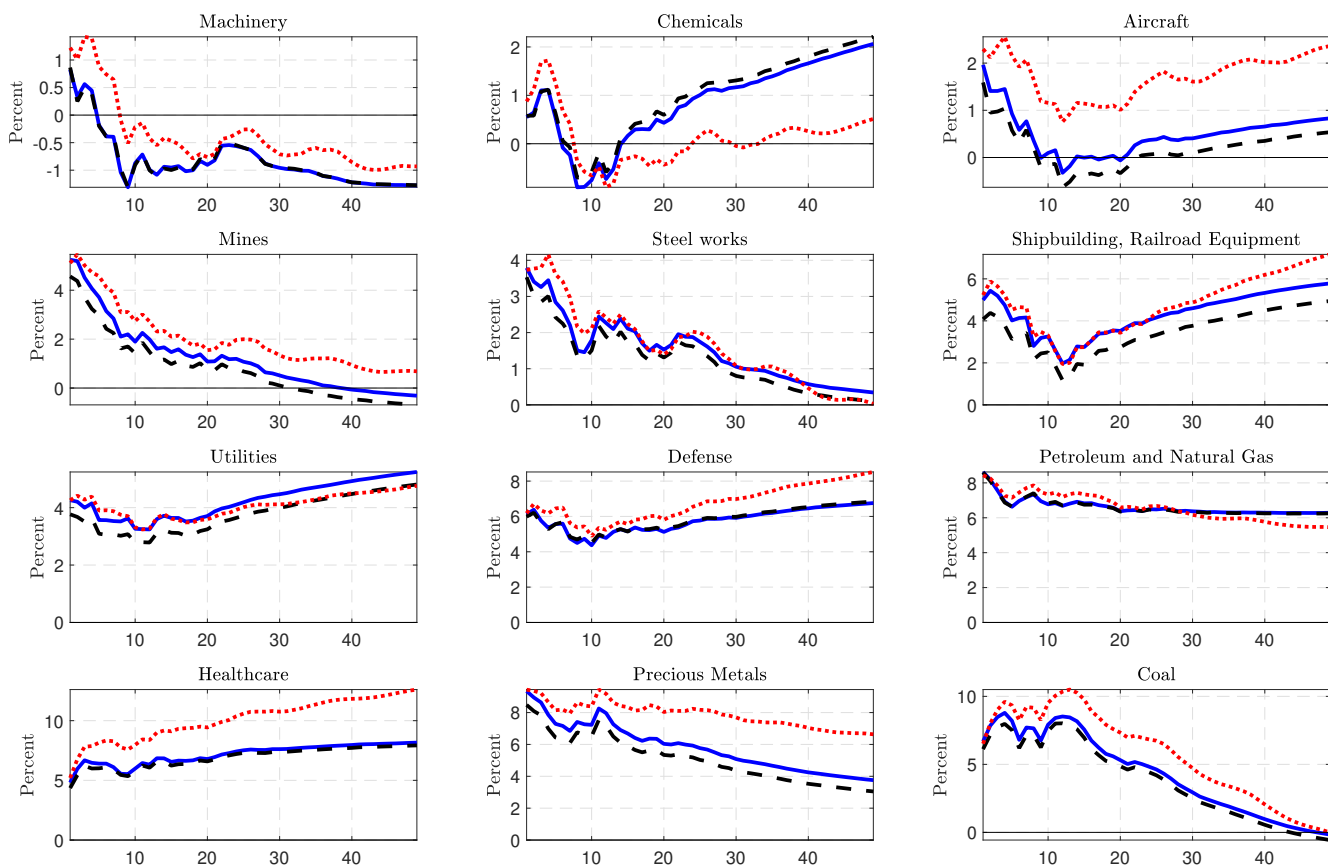 Machinery Chemicals Aircraft
Percent
1
0.5
0
-0.5
-1
10 20 30 40
Percent
2
1
0
10 20 30 40
Percent
2
1
0
10 20 30 40
Mines Steel works Shipbuilding, Railroad Equipment
Percent
4
2
0
10 20 30 40
Percent
4
3
2
1
0
10 20 30 40
Percent
6
4
2
0
10 20 30 40
Utilities Defense Petroleum and Natural Gas
Percent
4
2
0
10 20 30 40
Percent
8
6
4
2
0
10 20 30 40
Percent
8
6
4
2
0
10 20 30 40
Healthcare Precious Metals Coal
Percent
10
5
0
10 20 30 40
Percent
8
6
4
2
0
10 20 30 40
Percent
10
5
0
10 20 30 40